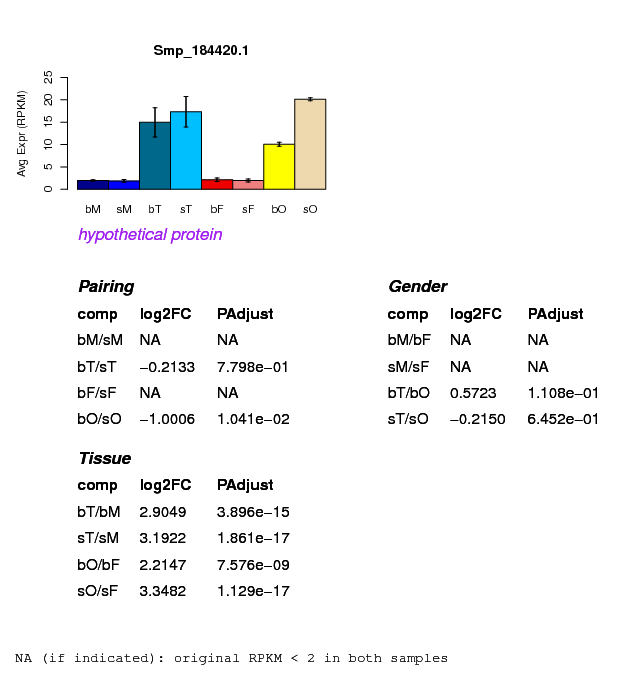 Smp_184420.1
Avg Expr (RPKM)
25
20
15
10
5
0
bM sM bT sT bF sF bO sO
hypothetical protein
Pairing
comp log2FC PAdjust
bM/sM NA NA
bT/sT −0.2133 7.798e−01
bF/sF NA NA
bO/sO −1.0006 1.041e−02
Gender
comp log2FC PAdjust
bM/bF NA NA
sM/sF NA NA
bT/bO 0.5723 1.108e−01
sT/sO −0.2150 6.452e−01
Tissue
comp log2FC PAdjust
bT/bM 2.9049 3.896e−15
sT/sM 3.1922 1.861e−17
bO/bF 2.2147 7.576e−09
sO/sF 3.3482 1.129e−17
NA (if indicated): original RPKM < 2 in both samples